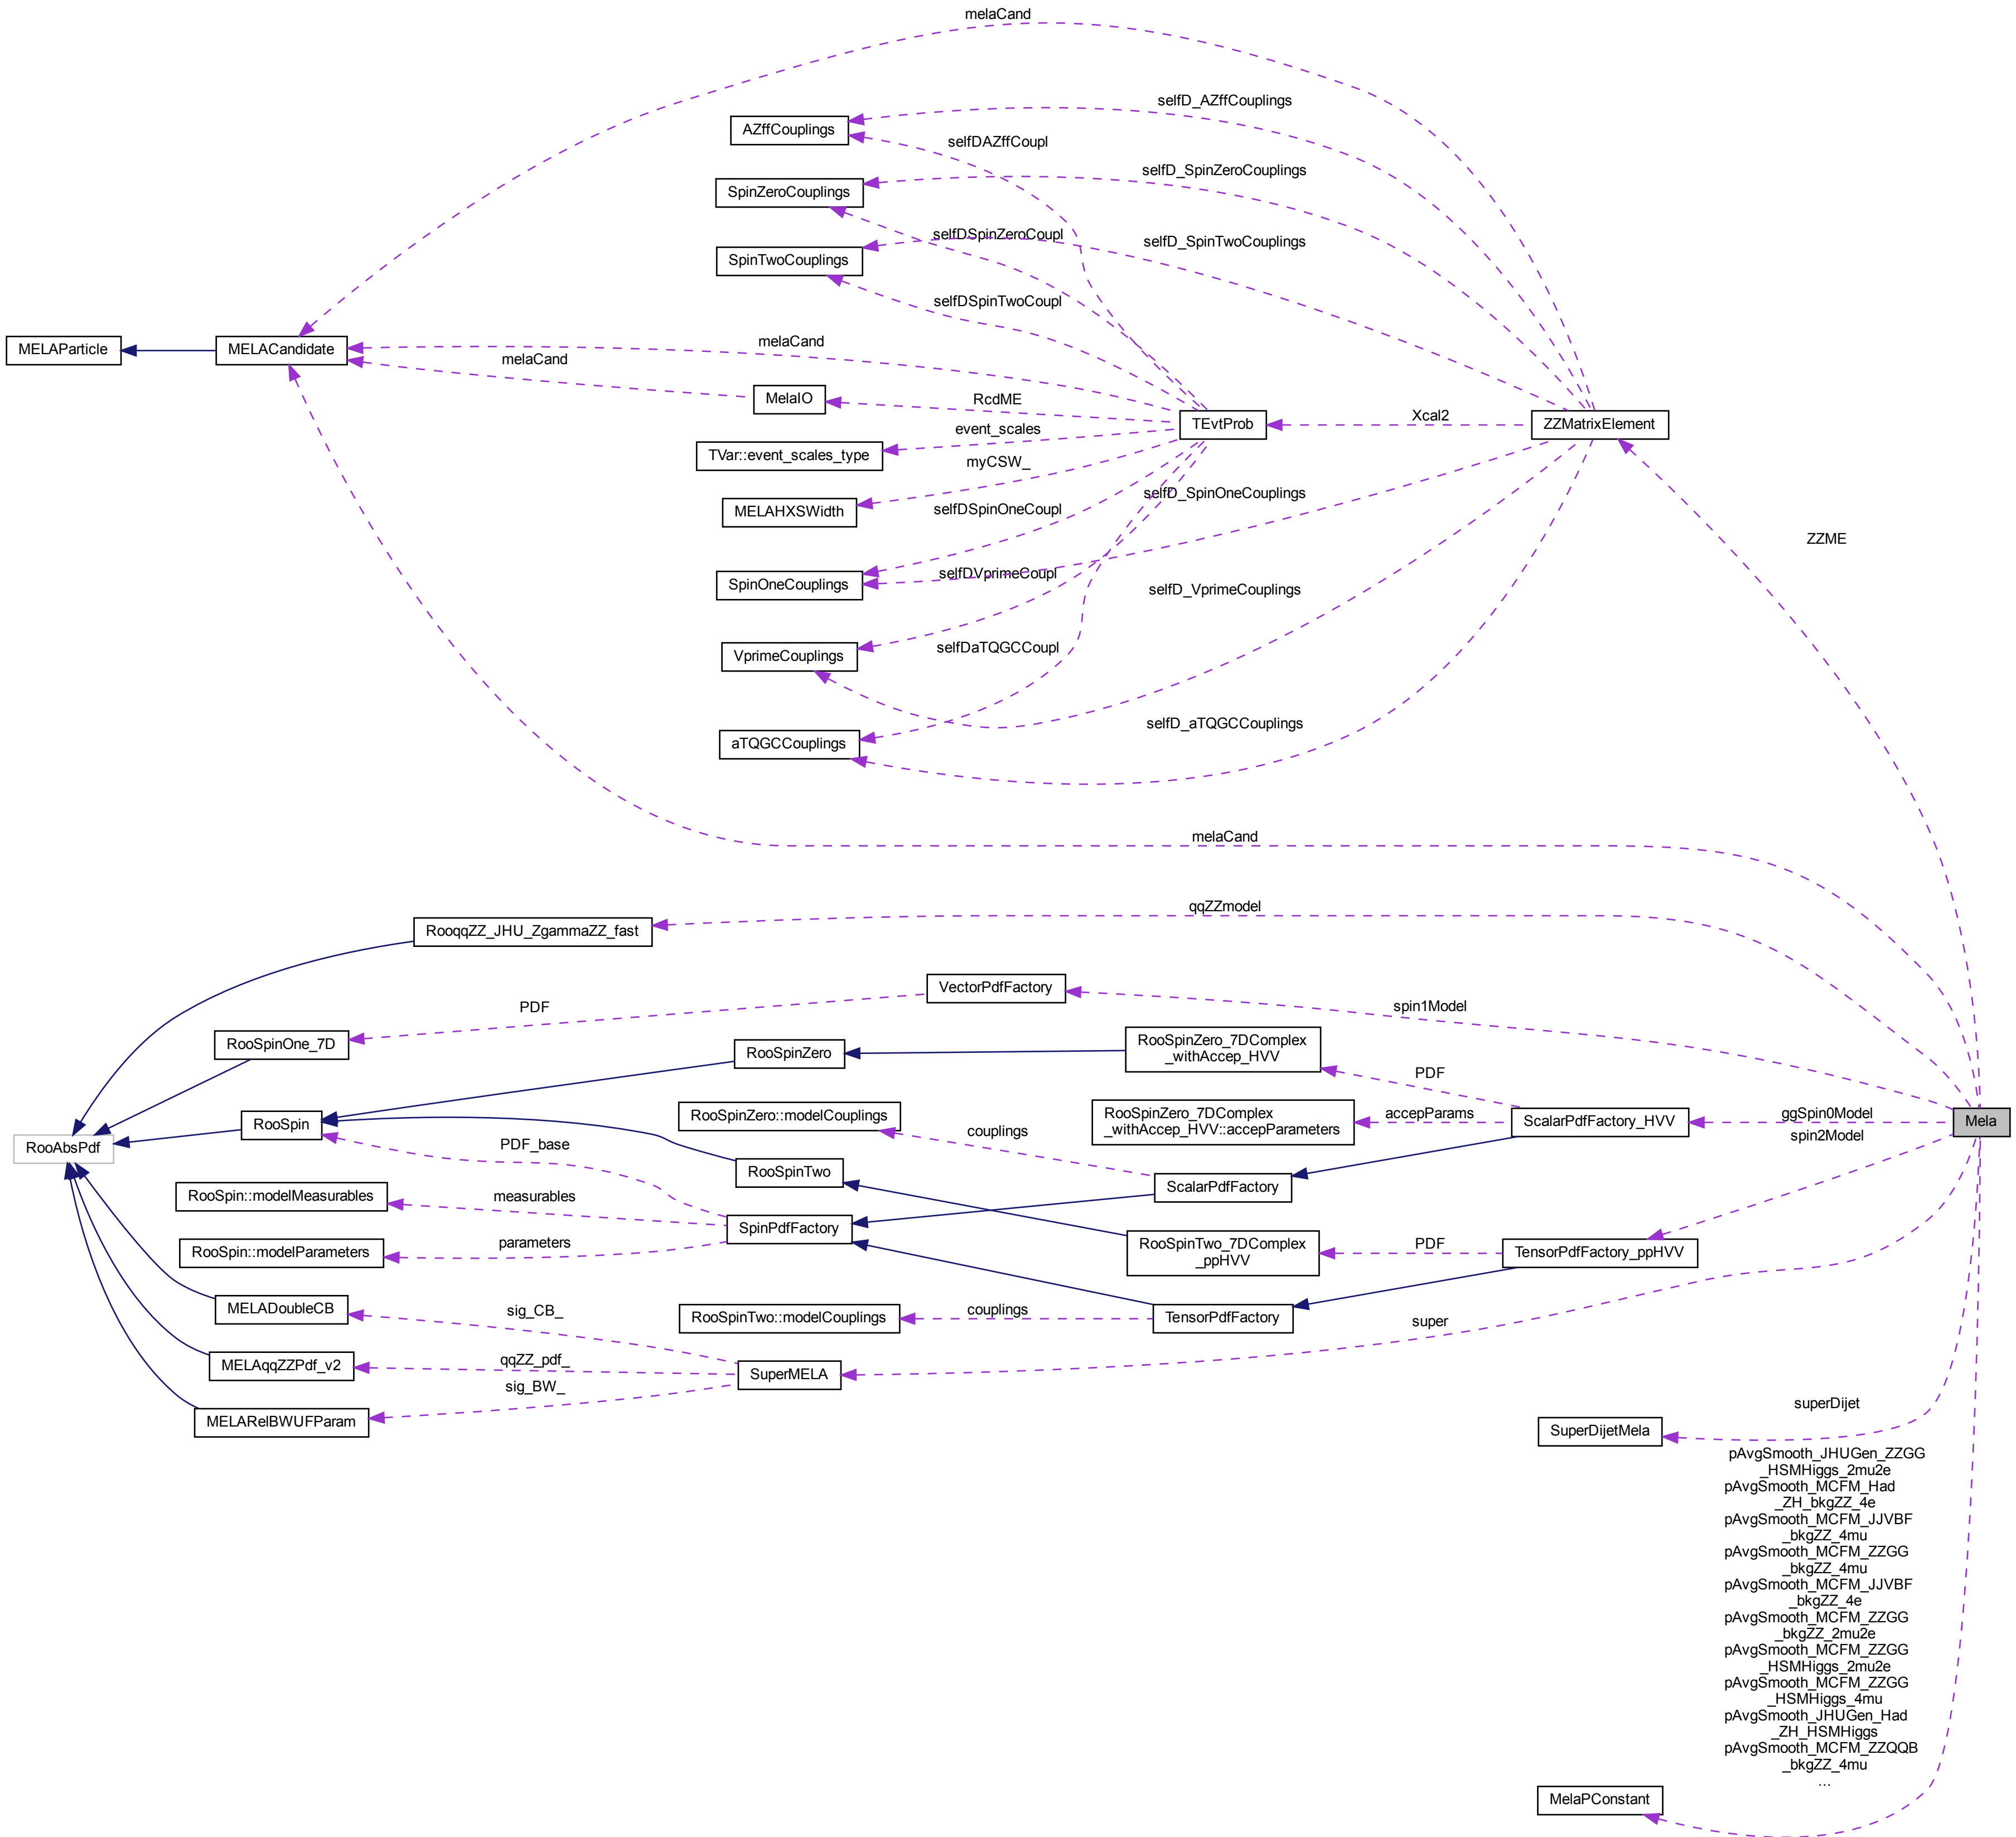 melaCand
selfD_AZffCouplings
AZffCouplings
selfDAZffCoupl
selfD_SpinZeroCouplings
SpinZeroCouplings
selfDSpinZeroCoupl
selfD_SpinTwoCouplings
SpinTwoCouplings
selfDSpinTwoCoupl
MELAParticle
MELACandidate
melaCand
melaCand
MelaIO
RcdME
Xcal2
TEvtProb
ZZMatrixElement
event_scales
TVar::event_scales_type
myCSW_
MELAHXSWidth
selfD_SpinOneCouplings
selfDSpinOneCoupl
ZZME
SpinOneCouplings
selfDVprimeCoupl
selfD_VprimeCouplings
VprimeCouplings
selfDaTQGCCoupl
selfD_aTQGCCouplings
aTQGCCouplings
melaCand
qqZZmodel
RooqqZZ_JHU_ZgammaZZ_fast
VectorPdfFactory
PDF
spin1Model
RooSpinOne_7D
RooSpinZero
RooSpinZero_7DComplex
_withAccep_HVV
PDF
RooSpinZero::modelCouplings
RooSpinZero_7DComplex
_withAccep_HVV::accepParameters
accepParams
ScalarPdfFactory_HVV
ggSpin0Model
Mela
RooSpin
couplings
spin2Model
RooAbsPdf
PDF_base
RooSpinTwo
ScalarPdfFactory
RooSpin::modelMeasurables
measurables
SpinPdfFactory
RooSpin::modelParameters
parameters
RooSpinTwo_7DComplex
_ppHVV
PDF
TensorPdfFactory_ppHVV
MELADoubleCB
sig_CB_
RooSpinTwo::modelCouplings
couplings
TensorPdfFactory
super
MELAqqZZPdf_v2
qqZZ_pdf_
SuperMELA
sig_BW_
MELARelBWUFParam
superDijet
SuperDijetMela
pAvgSmooth_JHUGen_ZZGG
_HSMHiggs_2mu2e
pAvgSmooth_MCFM_Had
_ZH_bkgZZ_4e
pAvgSmooth_MCFM_JJVBF
_bkgZZ_4mu
pAvgSmooth_MCFM_ZZGG
_bkgZZ_4mu
pAvgSmooth_MCFM_JJVBF
_bkgZZ_4e
pAvgSmooth_MCFM_ZZGG
_bkgZZ_2mu2e
pAvgSmooth_MCFM_ZZGG
_HSMHiggs_2mu2e
pAvgSmooth_MCFM_ZZGG
_HSMHiggs_4mu
pAvgSmooth_JHUGen_Had
_ZH_HSMHiggs
pAvgSmooth_MCFM_ZZQQB
_bkgZZ_4mu
...
MelaPConstant